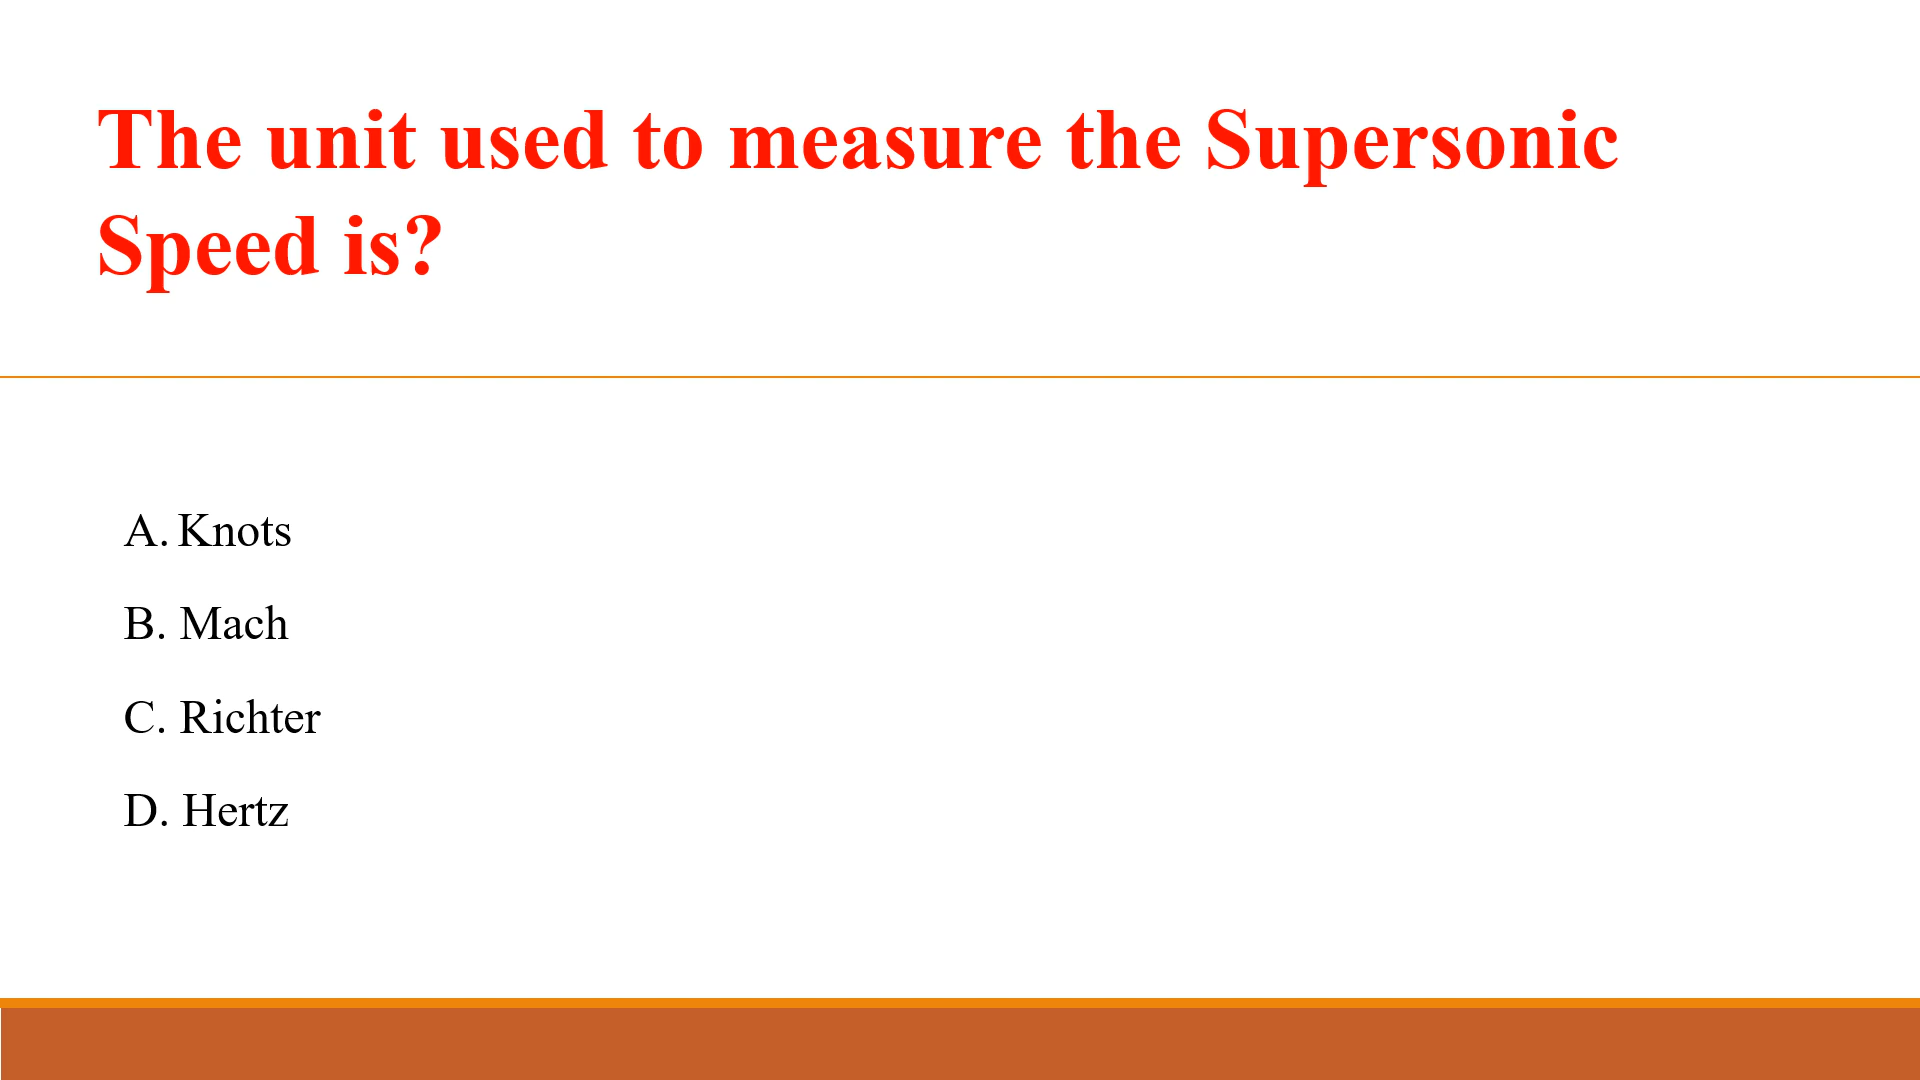 The unit used to measure the Supersonic
Speed is?
A. Knots
B. Mach
C. Richter
D. Hertz